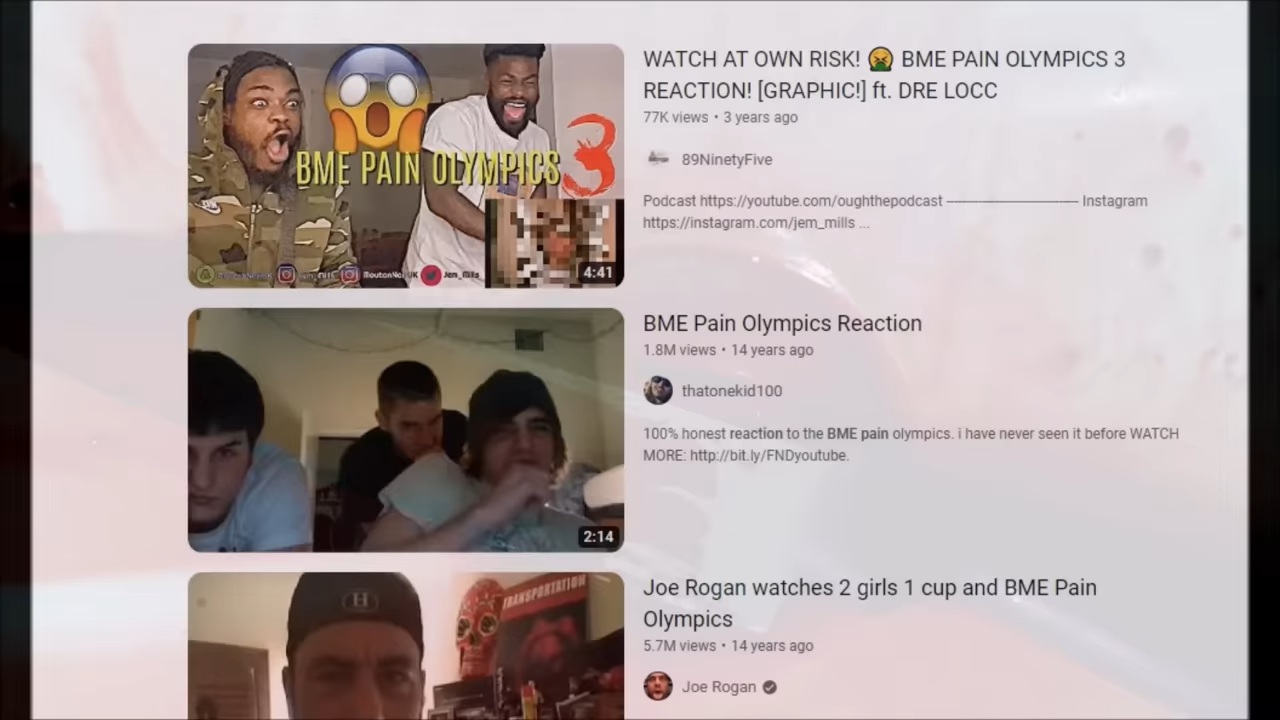 WATCH AT OWN RISK! 🤮 BME PAIN OLYMPICS 3
REACTION! [GRAPHIC!] ft. DRE LOCC
77K views • 3 years ago
89NinetyFive
Podcast https://youtube.com/oughthepodcast ----------------------------------- Instagram
https://instagram.com/jem_mills ...
BME PAIN OLYMPICS 3
Jem_Mills
4:41
BME Pain Olympics Reaction
1.8M views • 14 years ago
thatonekid100
100% honest reaction to the BME pain olympics. i have never seen it before WATCH
MORE: http://bit.ly/FNDyoutube.
2:14
Joe Rogan watches 2 girls 1 cup and BME Pain
Olympics
5.7M views • 14 years ago
Joe Rogan
H
TRANSPORTATION